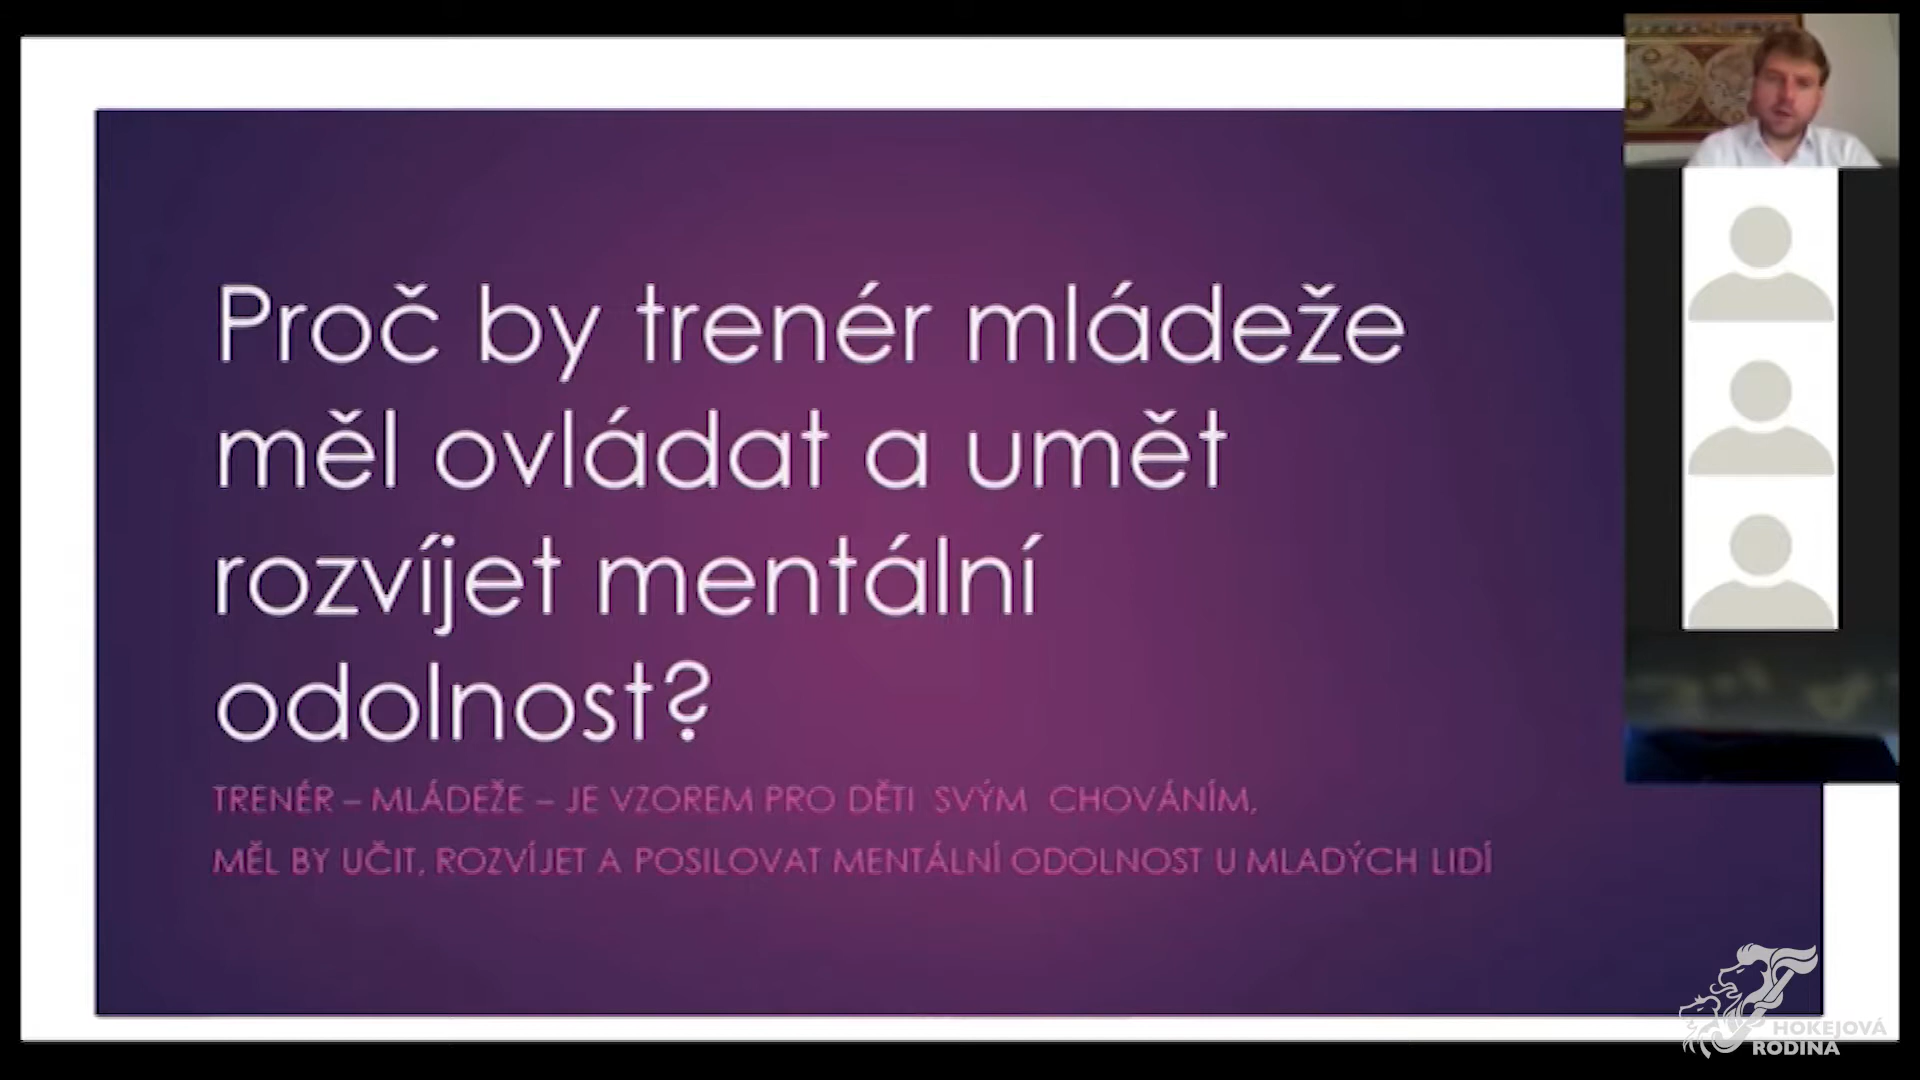 Proč by trenér mládeže
měl ovládat a umět
rozvíjet mentální
odolnost?
TRENÉR – MLÁDEŽE – JE VZOREM PRO DĚTI SVÝM CHOVÁNÍM,
MĚL BY UČIT, ROZVÍJET A POSILOVAT MENTÁLNÍ ODOLNOST U MLADÝCH LIDÍ
HOKEJOVÁ
RODINA